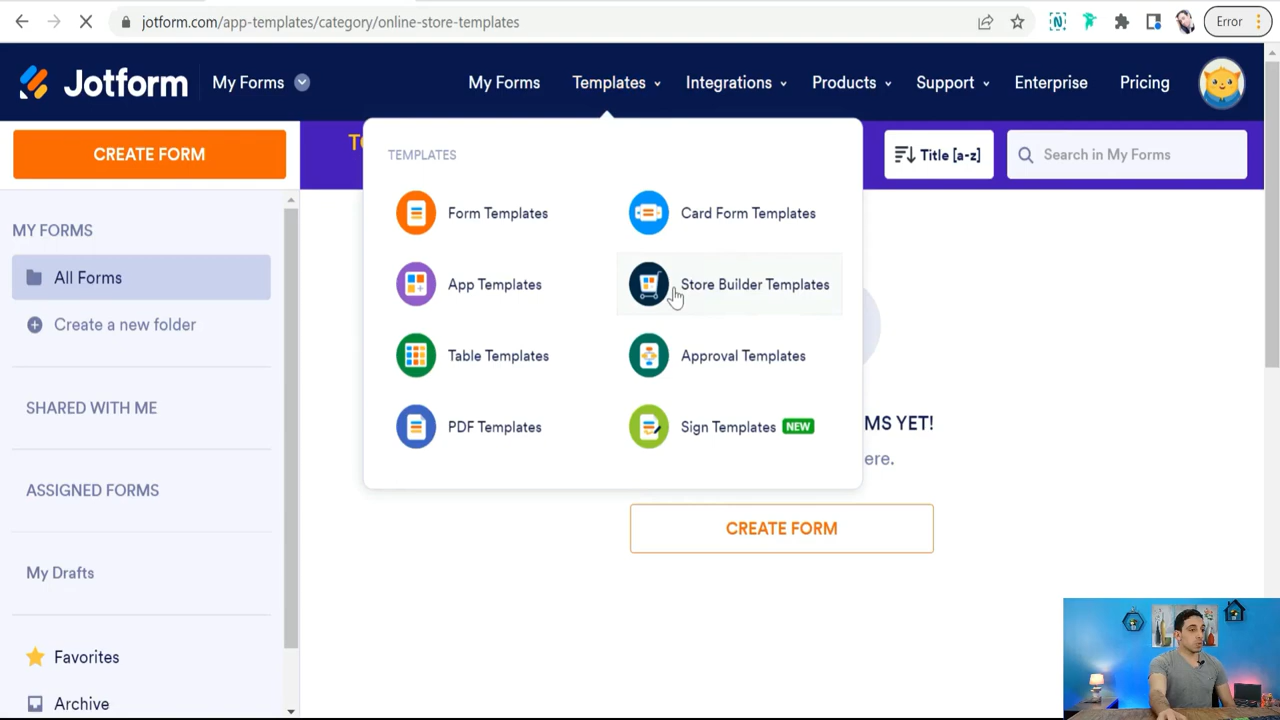 jotform.com/app-templates/category/online-store-templates
Error
Jotform
My Forms
My Forms
Templates
Integrations
Products
Support
Enterprise
Pricing
CREATE FORM
Title [a-z]
Search in My Forms
TEMPLATES
Form Templates
Card Form Templates
App Templates
Store Builder Templates
Table Templates
Approval Templates
PDF Templates
Sign Templates NEW
MY FORMS
All Forms
Create a new folder
SHARED WITH ME
ASSIGNED FORMS
My Drafts
Favorites
Archive
YET!
CREATE FORM